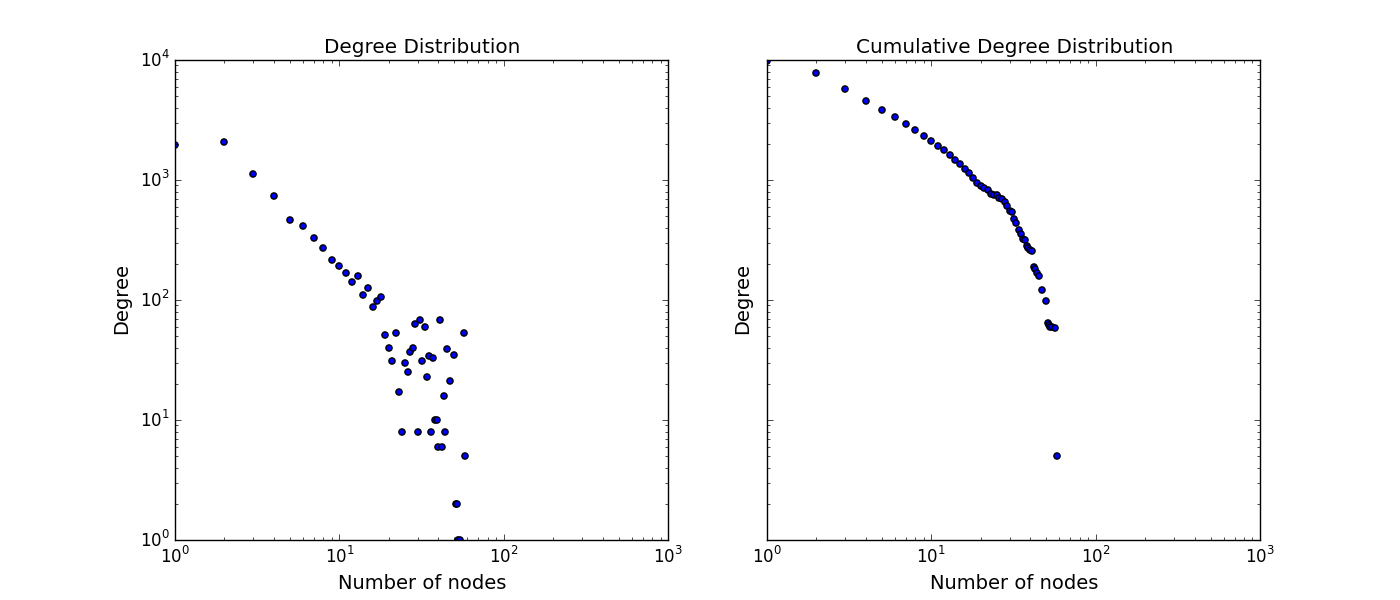 Degree Distribution
Cumulative Degree Distribution
10^4
10^3
10^2
10^1
10^0
Degree
Degree
10^0 10^1 10^2 10^3
10^0 10^1 10^2 10^3
Number of nodes
Number of nodes